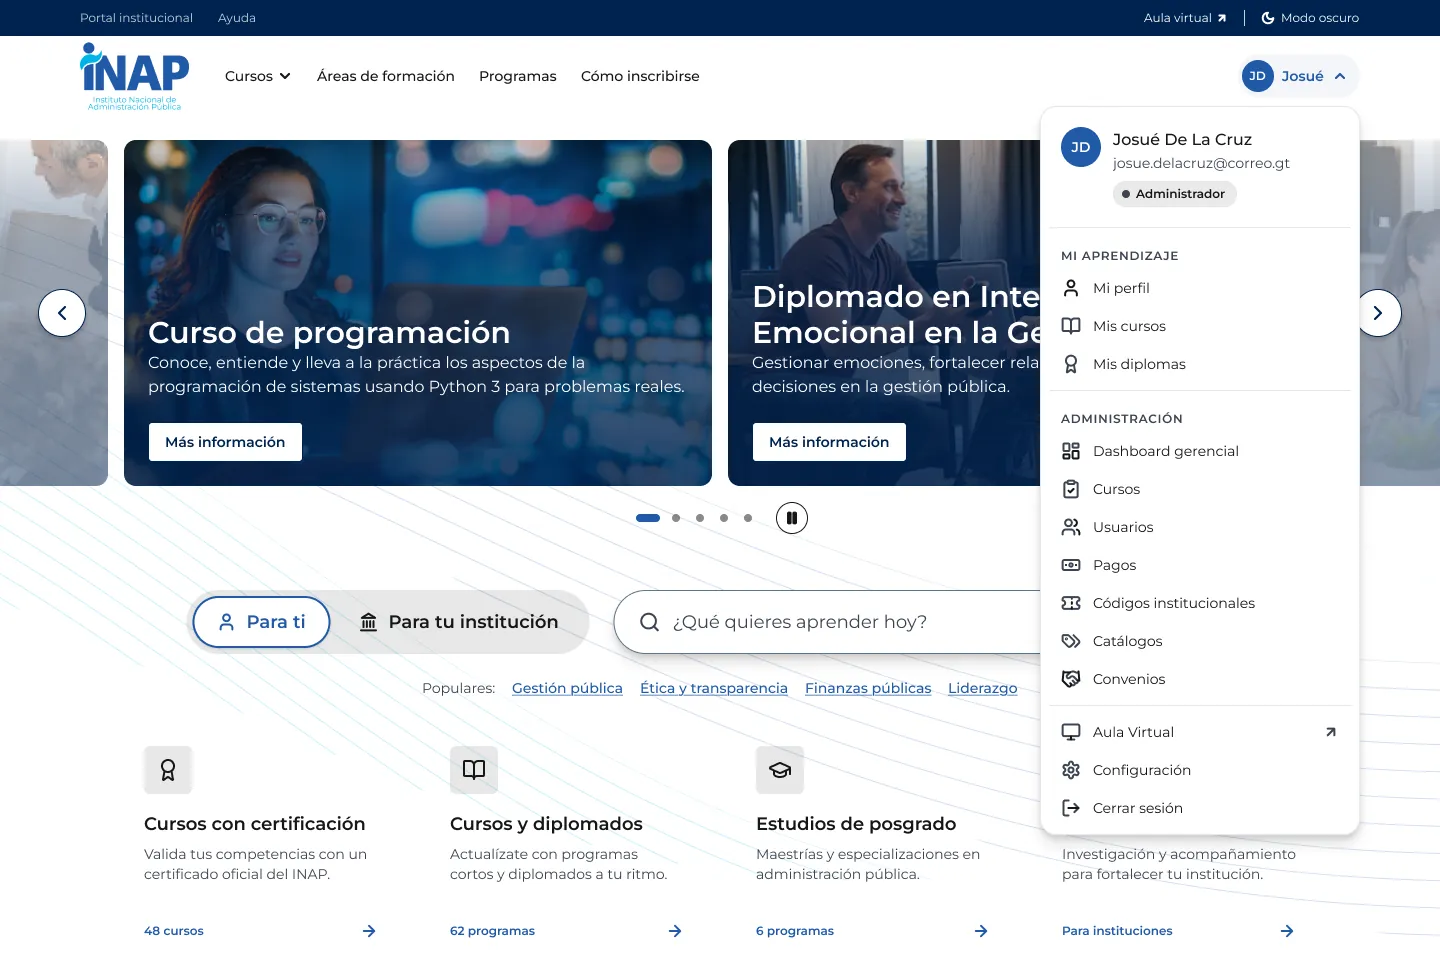 Portal institucional
Ayuda
Aula virtual
Modo oscuro
INAP
Instituto Nacional de
Administración Pública
Cursos
Áreas de formación
Programas
Cómo inscribirse
JD
Josué
Curso de programación
Conoce, entiende y lleva a la práctica los aspectos de la
programación de sistemas usando Python 3 para problemas reales.
Más información
Diplomado en Inte
Emocional en la Ge
Gestionar emociones, fortalecer rela
decisiones en la gestión pública.
Más información
JD
Josué De La Cruz
josue.delacruz@correo.gt
Administrador
MI APRENDIZAJE
Mi perfil
Mis cursos
Mis diplomas
ADMINISTRACIÓN
Dashboard gerencial
Cursos
Usuarios
Pagos
Códigos institucionales
Catálogos
Convenios
Aula Virtual
Configuración
Cerrar sesión
Para ti
Para tu institución
¿Qué quieres aprender hoy?
Populares:
Gestión pública
Ética y transparencia
Finanzas públicas
Liderazgo
Cursos con certificación
Valida tus competencias con un
certificado oficial del INAP.
48 cursos
Cursos y diplomados
Actualízate con programas
cortos y diplomados a tu ritmo.
62 programas
Estudios de posgrado
Maestrías y especializaciones en
administración pública.
6 programas
Investigación y acompañamiento
para fortalecer tu institución.
Para instituciones